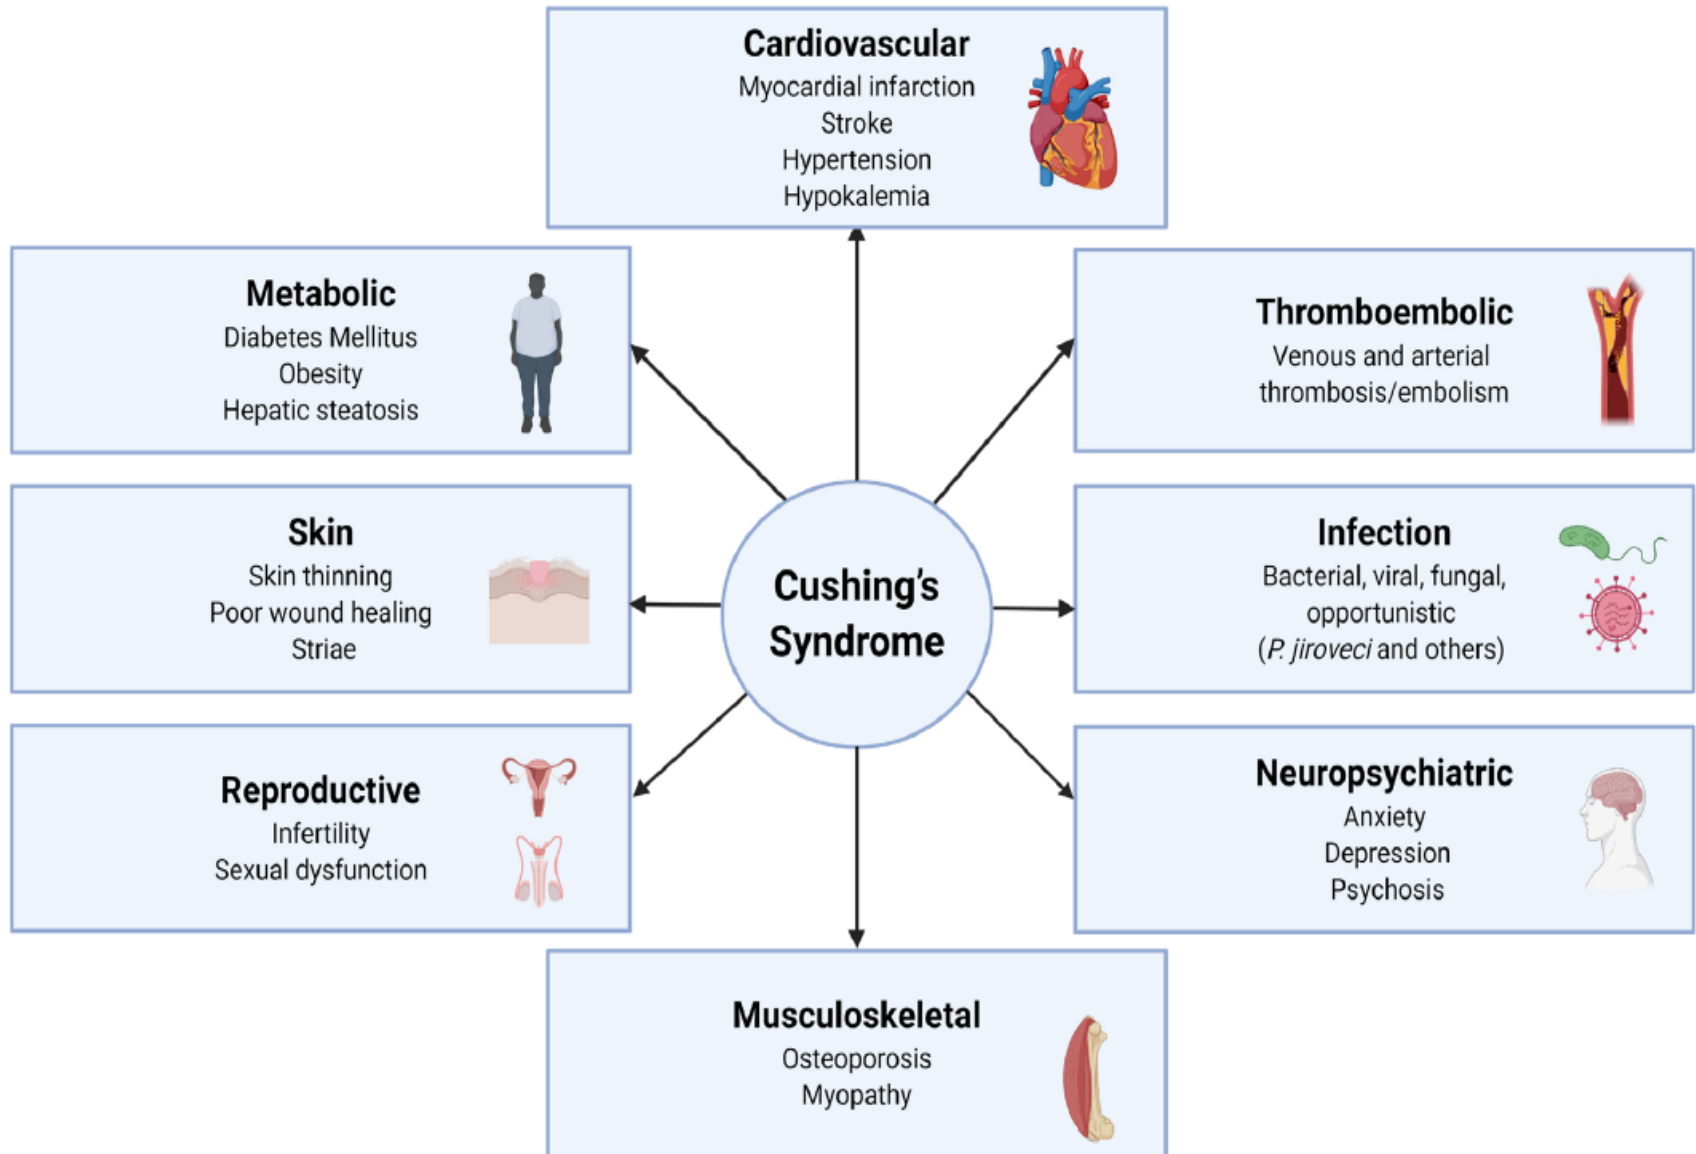 Cardiovascular
Myocardial infarction
Stroke
Hypertension
Hypokalemia
Metabolic
Diabetes Mellitus
Obesity
Hepatic steatosis
Thromboembolic
Venous and arterial
thrombosis/embolism
Skin
Skin thinning
Poor wound healing
Striae
Cushing's
Syndrome
Infection
Bacterial, viral, fungal,
opportunistic
(P. jiroveci and others)
Reproductive
Infertility
Sexual dysfunction
Neuropsychiatric
Anxiety
Depression
Psychosis
Musculoskeletal
Osteoporosis
Myopathy